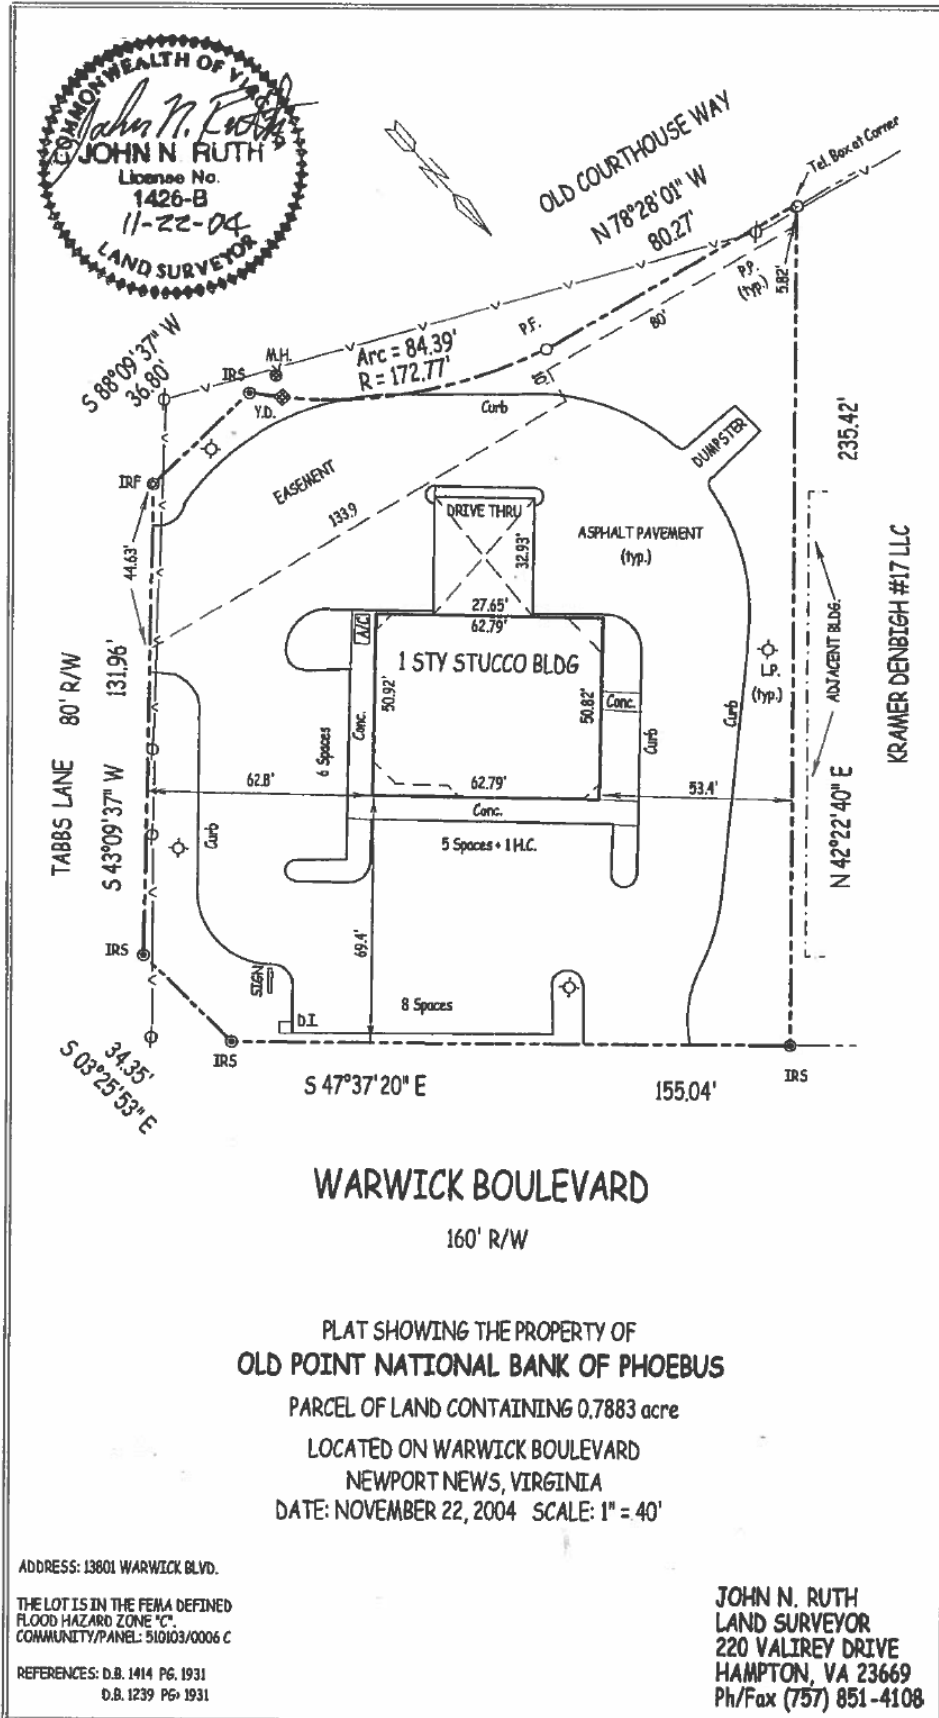 COMMONWEALTH OF VIRGINIA
John N. Ruth
JOHN N. RUTH
License No.
1426-B
11-22-04
LAND SURVEYOR
OLD COURTHOUSE WAY
N 78°28'01" W
80.27'
Tel. Box at Corner
P.P.
(typ.)
5.82'
80'
P.F.
10'
S 88°09'37" W
36.80'
M.H.
IRS
Arc = 84.39'
R = 172.77'
Y.D.
Curb
DUMPSTER
235.42'
IRF
EASEMENT
133.9
DRIVE THRU
32.93'
ASPHALT PAVEMENT
(typ.)
44.63'
27.65'
62.79'
A/C
1 STY STUCCO BLDG
L.P.
(typ.)
ADJACENT BLDG.
KRAMER DENBIGH #17 LLC
TABBS LANE 80' R/W
S 43°09'37" W 131.96'
50.92'
50.82'
Conc.
Conc.
Curb
Curb
6 Spaces
62.8'
62.79'
53.4'
N 42°22'40" E
Conc.
Curb
5 Spaces + 1 H.C.
69.4'
IRS
SIGN
8 Spaces
D.I.
34.35'
S 03°25'53" E
IRS
S 47°37'20" E
155.04'
IRS
WARWICK BOULEVARD
160' R/W
PLAT SHOWING THE PROPERTY OF
OLD POINT NATIONAL BANK OF PHOEBUS
PARCEL OF LAND CONTAINING 0.7883 acre
LOCATED ON WARWICK BOULEVARD
NEWPORT NEWS, VIRGINIA
DATE: NOVEMBER 22, 2004 SCALE: 1" = 40'
ADDRESS: 13801 WARWICK BLVD.
THE LOT IS IN THE FEMA DEFINED
FLOOD HAZARD ZONE "C".
COMMUNITY/PANEL: 510103/0006 C
REFERENCES: D.B. 1414 PG. 1931
D.B. 1239 PG. 1931
JOHN N. RUTH
LAND SURVEYOR
220 VALIREY DRIVE
HAMPTON, VA 23669
Ph/Fax (757) 851-4108